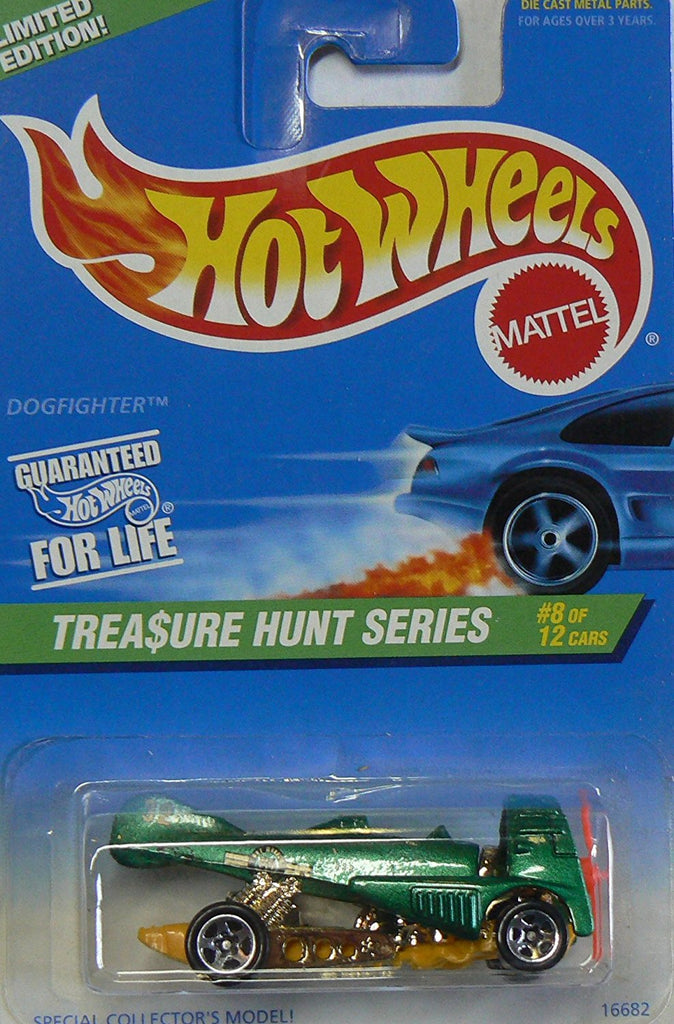 LIMITED
EDITION!
DIE CAST METAL PARTS.
FOR AGES OVER 3 YEARS.
HOT WHEELS
MATTEL
®
DOGFIGHTER™
GUARANTEED
HOT WHEELS
MATTEL
®
FOR LIFE
TREA$URE HUNT SERIES
#8 OF
12 CARS
SPECIAL COLLECTOR'S MODEL!
16682